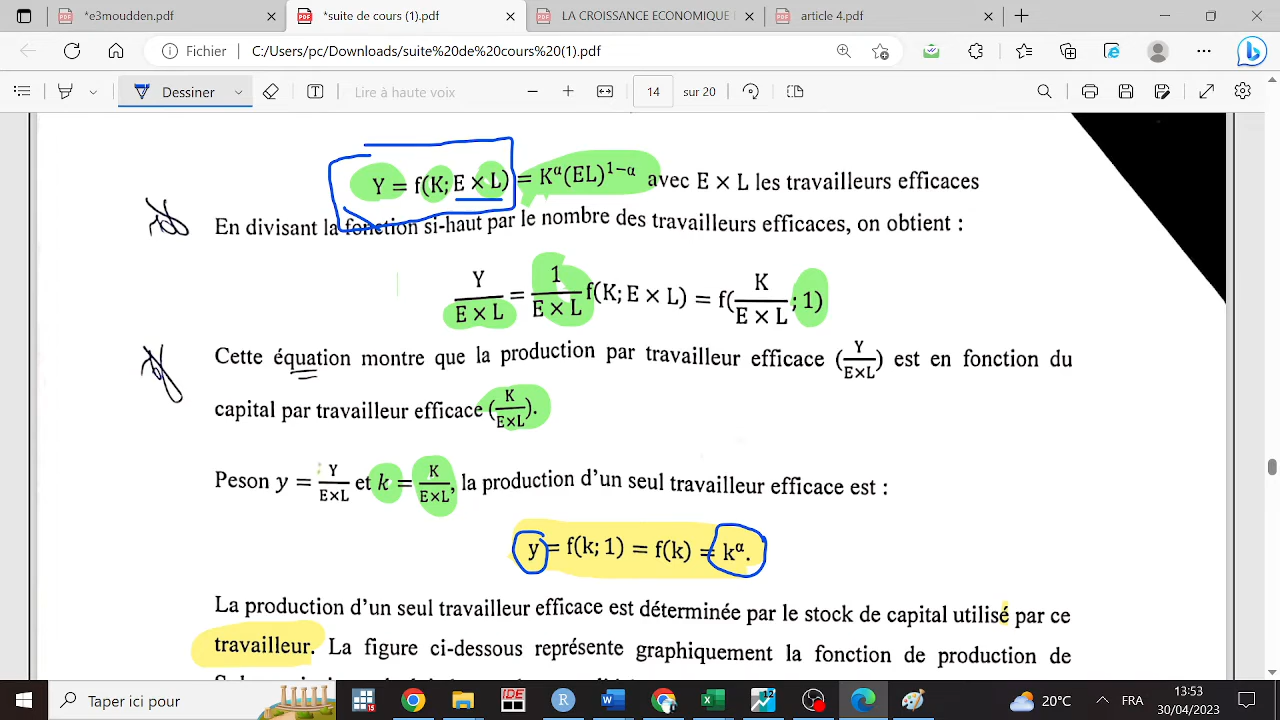 *e3mudden.pdf
*suite de cours (1).pdf
LA CROISSANCE ECONOMIQUE
article 4.pdf
Fichier C:/Users/pc/Downloads/suite%20de%20cours%20(1).pdf
Dessiner Lire à haute voix 14 sur 20
Y = f(K; E × L) = K^α(EL)^{1−α} avec E × L les travailleurs efficaces
En divisant la fonction si-haut par le nombre des travailleurs efficaces, on obtient :
Y/(E × L) = 1/(E × L) f(K; E × L) = f(K/(E × L); 1)
Cette équation montre que la production par travailleur efficace (Y/(E×L)) est en fonction du
capital par travailleur efficace (K/(E×L)).
Peson y = Y/(E×L) et k = K/(E×L), la production d'un seul travailleur efficace est :
y = f(k; 1) = f(k) = k^α.
La production d'un seul travailleur efficace est déterminée par le stock de capital utilisé par ce
travailleur. La figure ci-dessous représente graphiquement la fonction de production de
Taper ici pour
20°C
FRA
13:53
30/04/2023